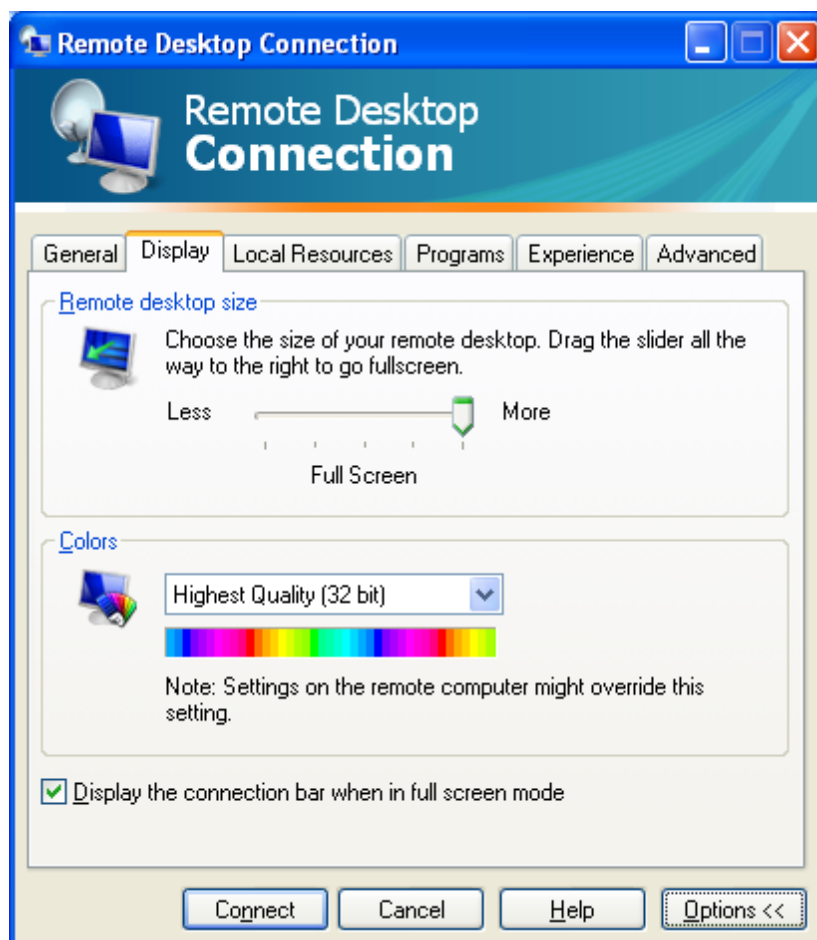 Remote Desktop Connection
Remote Desktop
Connection
General Display Local Resources Programs Experience Advanced
Remote desktop size
Choose the size of your remote desktop. Drag the slider all the
way to the right to go fullscreen.
Less More
Full Screen
Colors
Highest Quality (32 bit)
Note: Settings on the remote computer might override this
setting.
Display the connection bar when in full screen mode
Connect Cancel Help Options <<